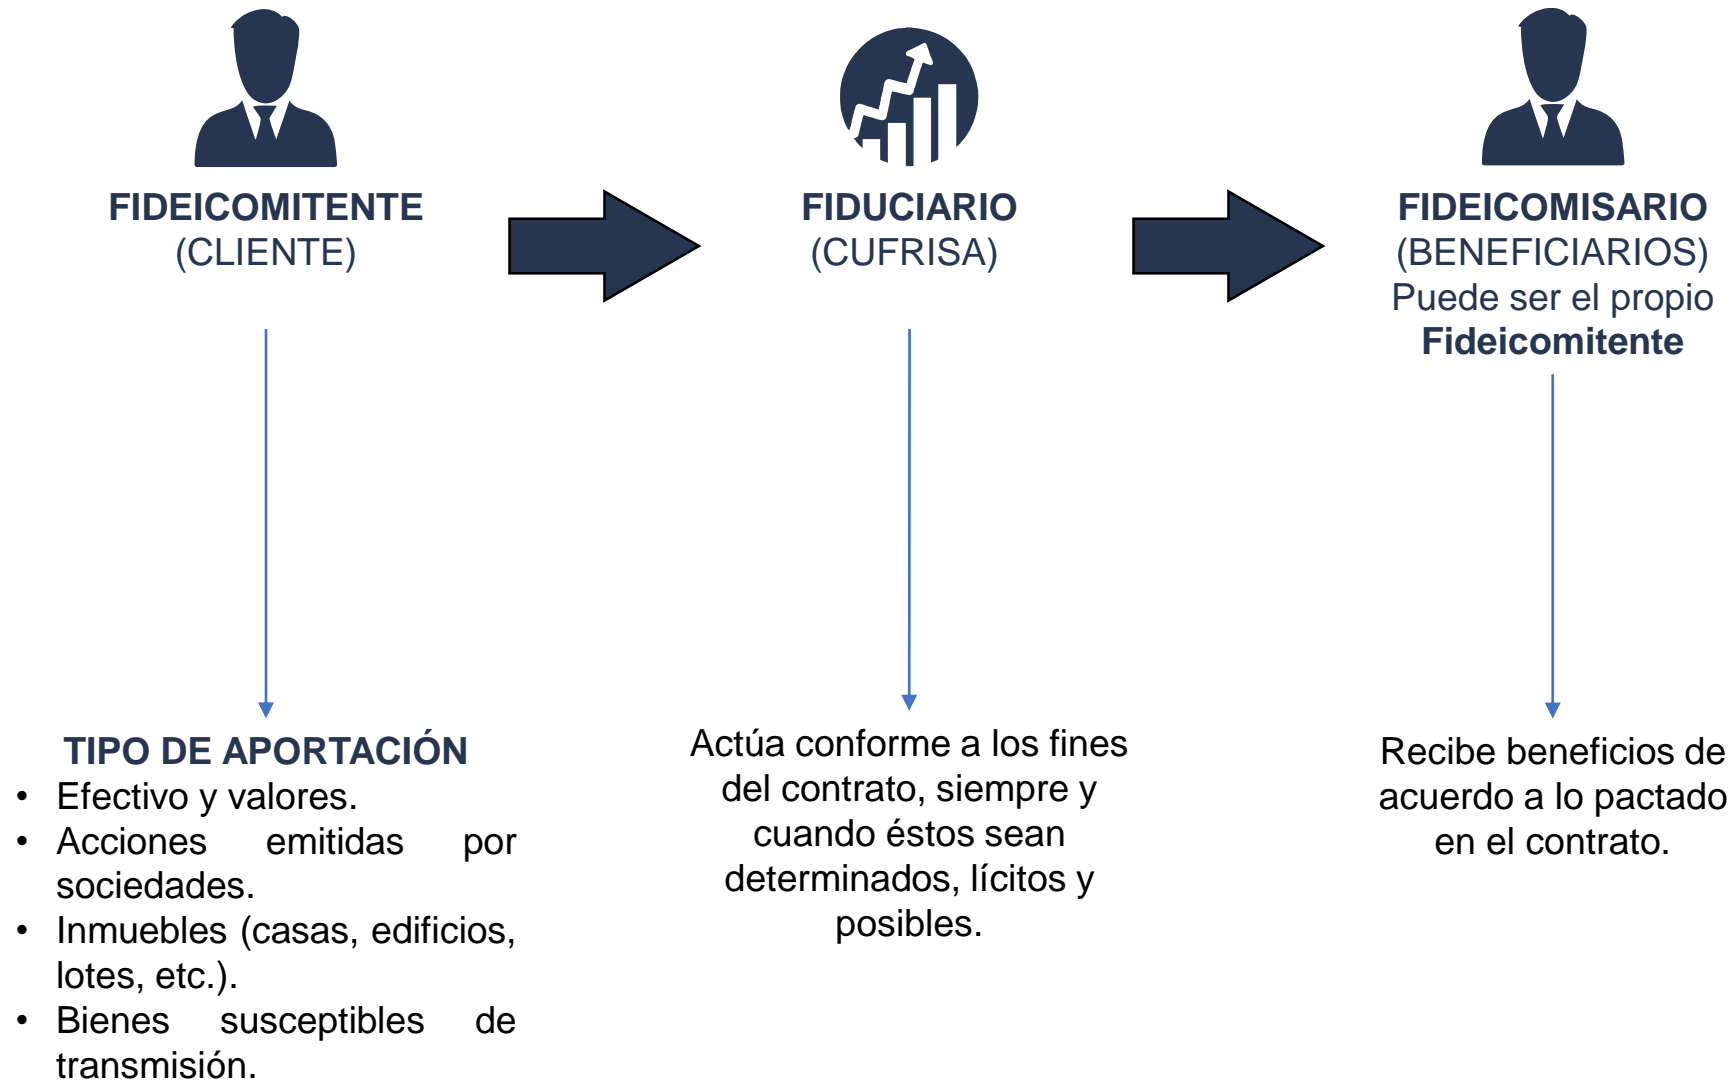 FIDEICOMITENTE
(CLIENTE)
FIDUCIARIO
(CUFRISA)
FIDEICOMISARIO
(BENEFICIARIOS)
Puede ser el propio
Fideicomitente
TIPO DE APORTACIÓN
• Efectivo y valores.
• Acciones emitidas por
sociedades.
• Inmuebles (casas, edificios,
lotes, etc.).
• Bienes susceptibles de
transmisión.
Actúa conforme a los fines
del contrato, siempre y
cuando éstos sean
determinados, lícitos y
posibles.
Recibe beneficios de
acuerdo a lo pactado
en el contrato.